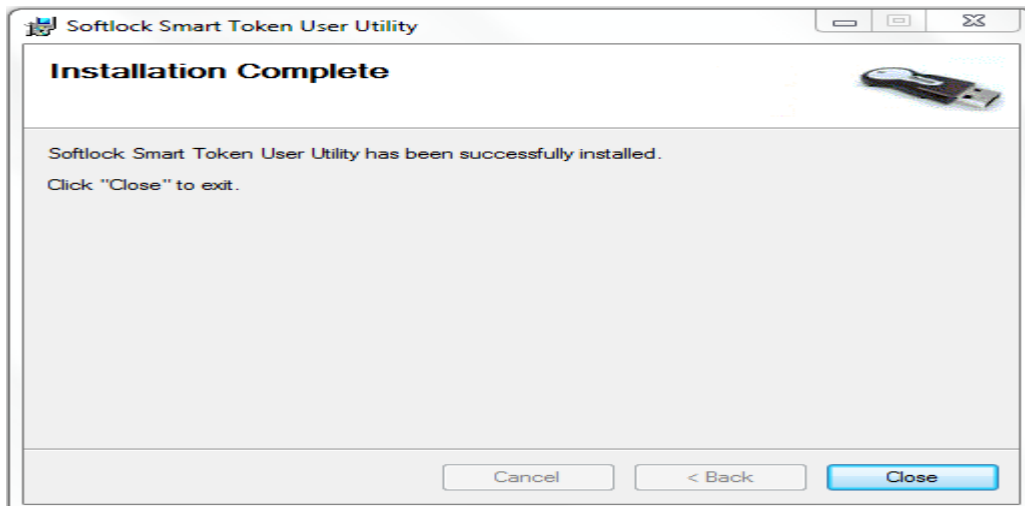 Softlock Smart Token User Utility
Installation Complete
Softlock Smart Token User Utility has been successfully installed.
Click "Close" to exit.
Cancel
< Back
Close